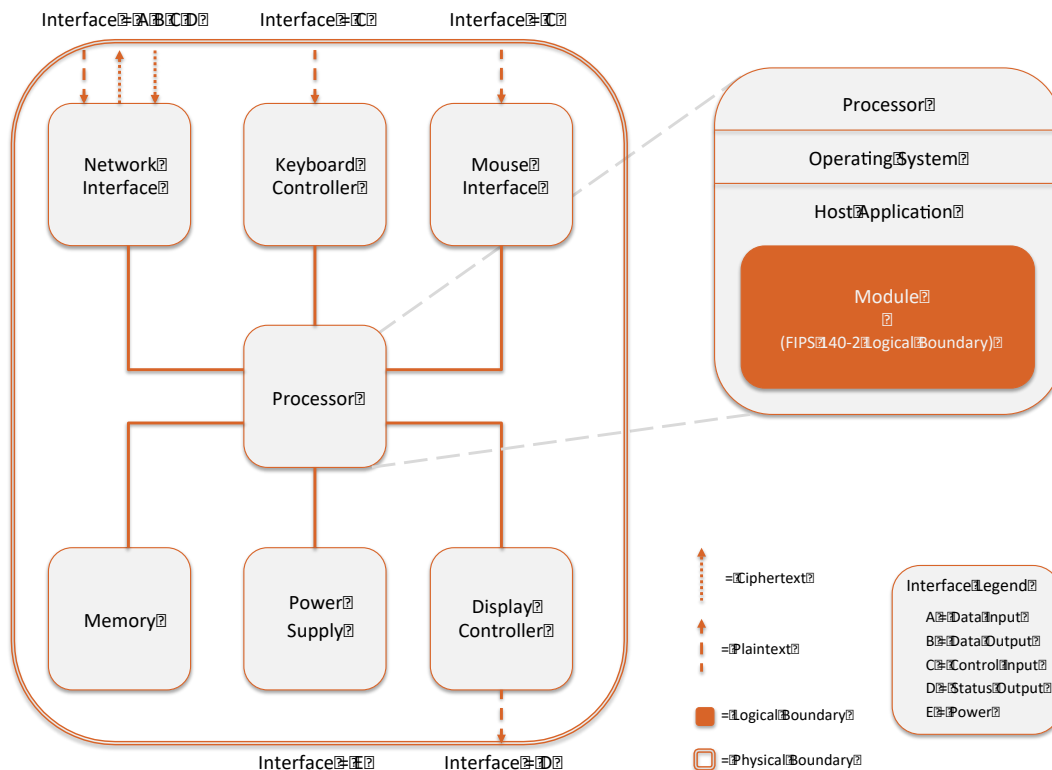 Interface = A B C D
Interface = C
Interface = C
Network
Interface
Keyboard
Controller
Mouse
Interface
Processor
Memory
Power
Supply
Display
Controller
Interface = E
Interface = D
Processor
Operating System
Host Application
Module
(FIPS 140-2 Logical Boundary)
= Ciphertext
= Plaintext
= Logical Boundary
= Physical Boundary
Interface Legend
A = Data Input
B = Data Output
C = Control Input
D = Status Output
E = Power